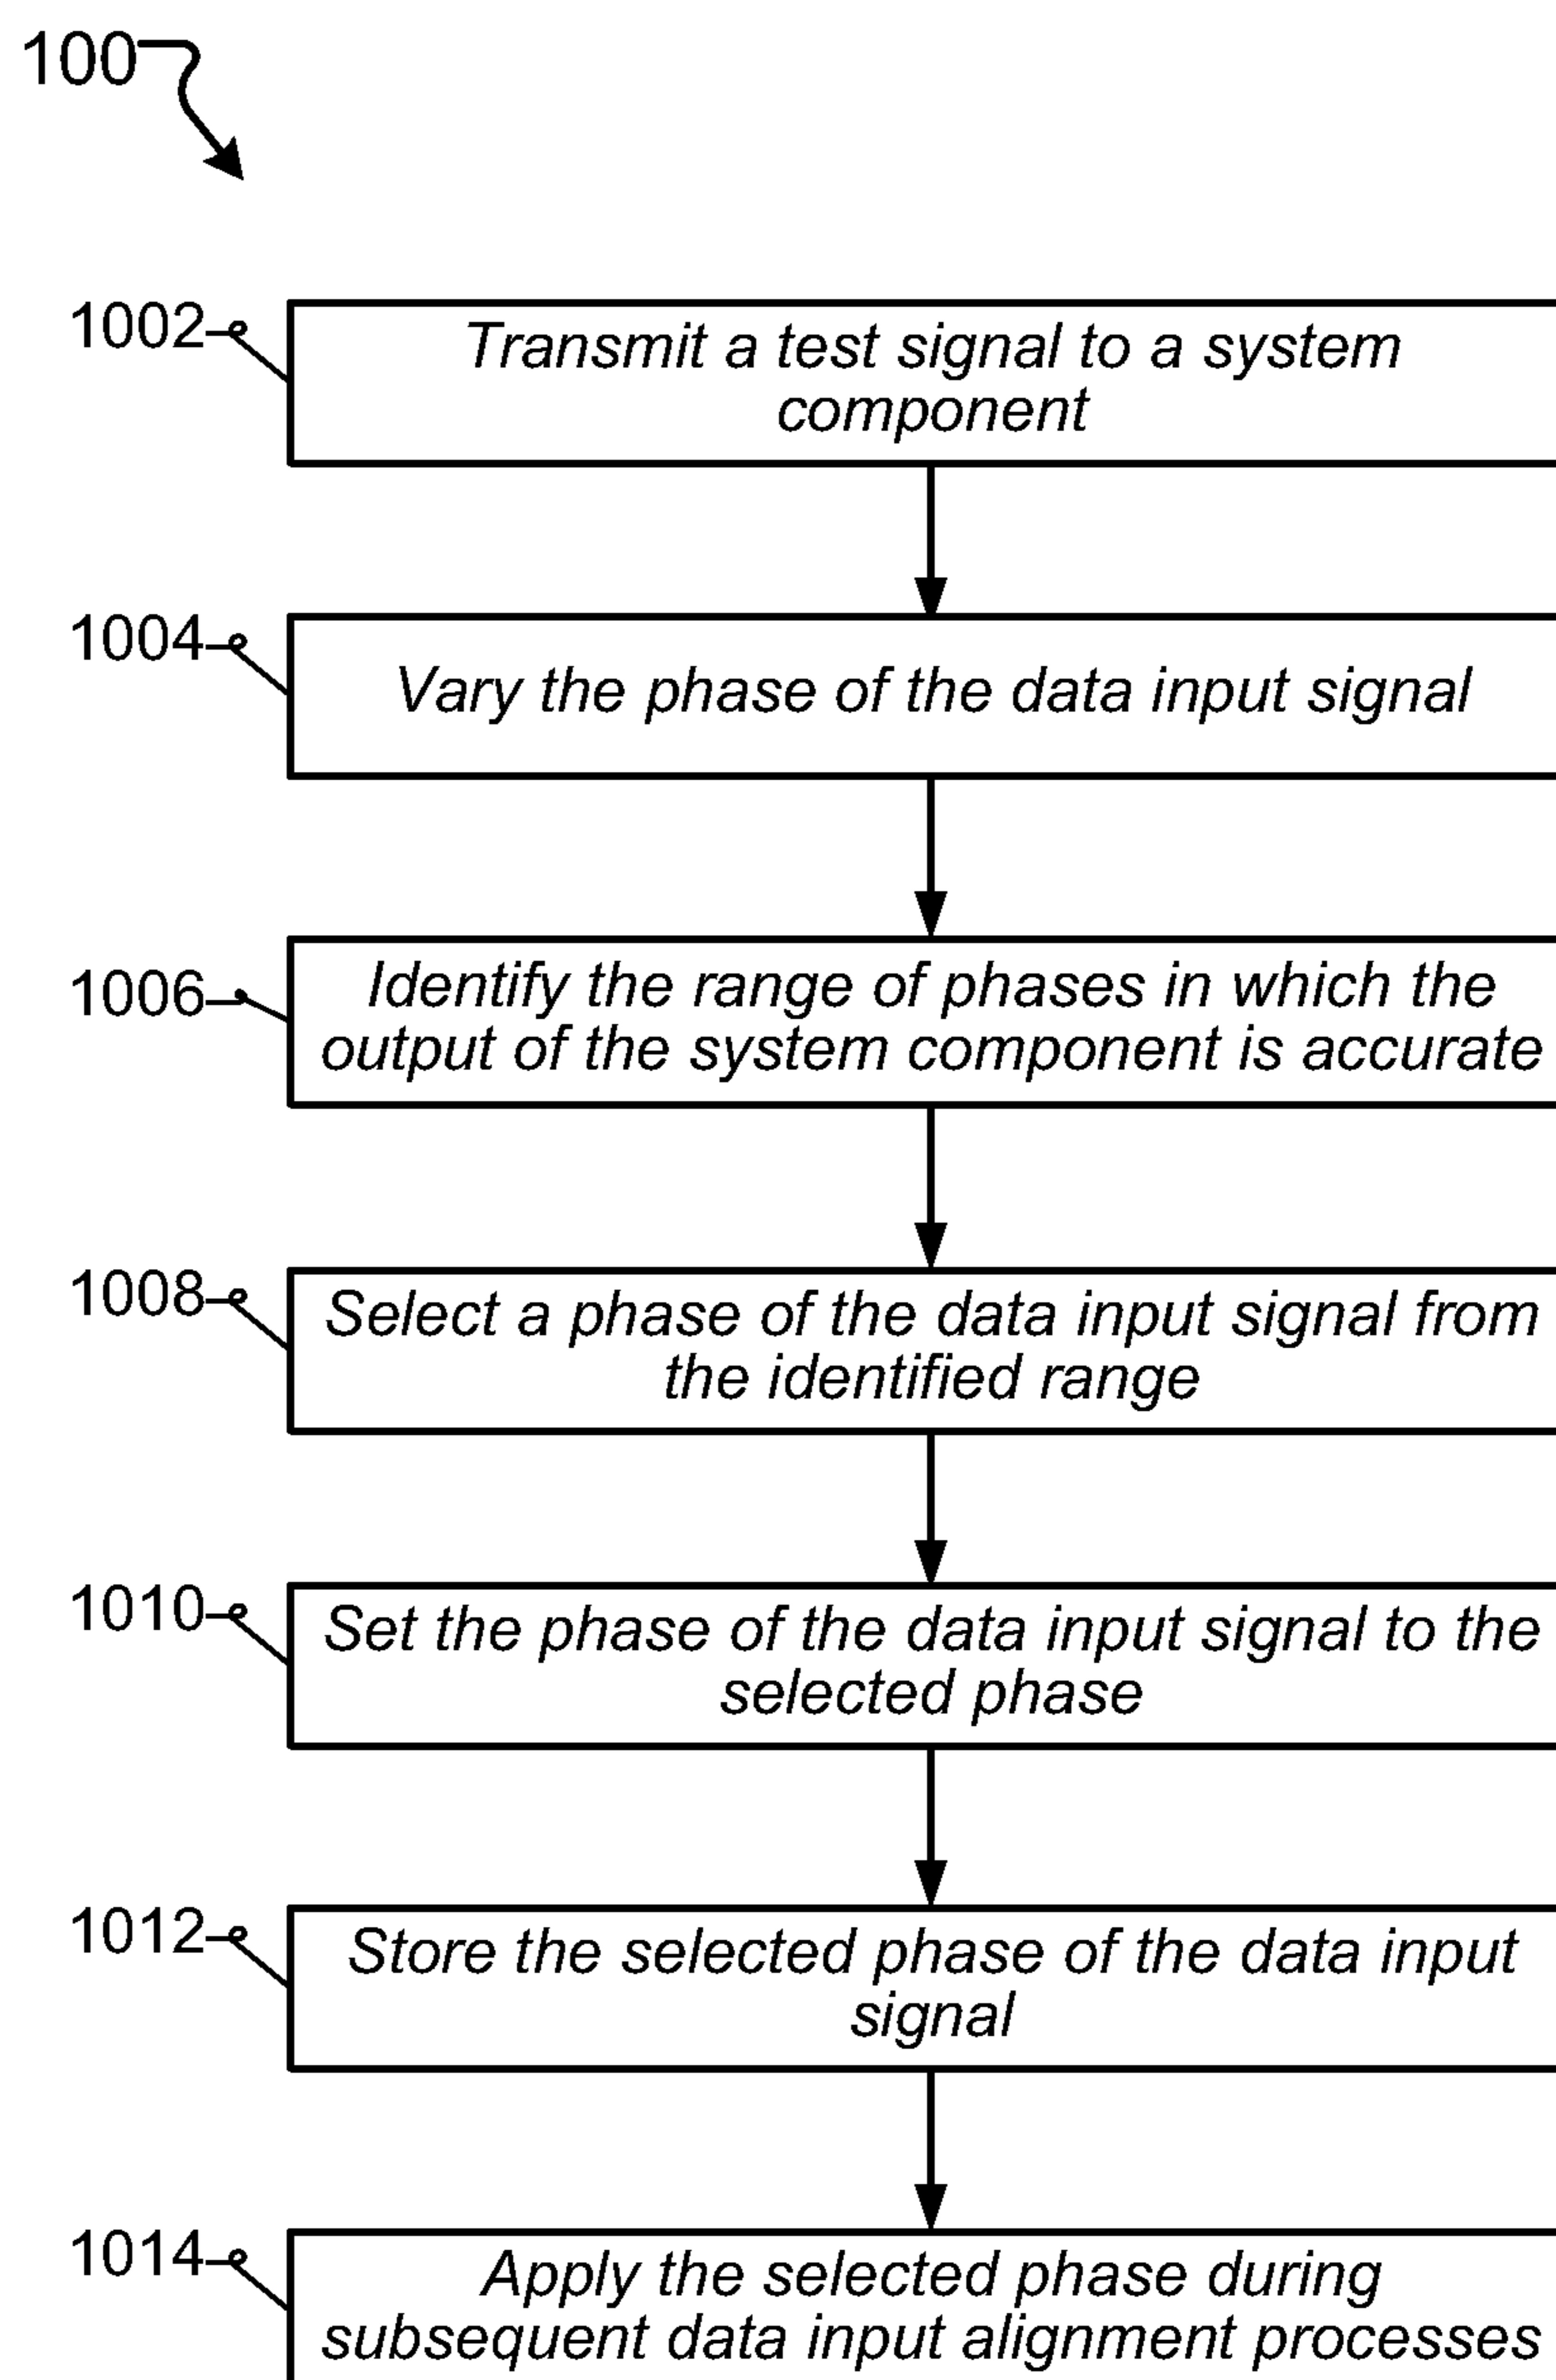 100
1002
Transmit a test signal to a system
component
1004
Vary the phase of the data input signal
1006
Identify the range of phases in which the
output of the system component is accurate
1008
Select a phase of the data input signal from
the identified range
1010
Set the phase of the data input signal to the
selected phase
1012
Store the selected phase of the data input
signal
1014
Apply the selected phase during
subsequent data input alignment processes